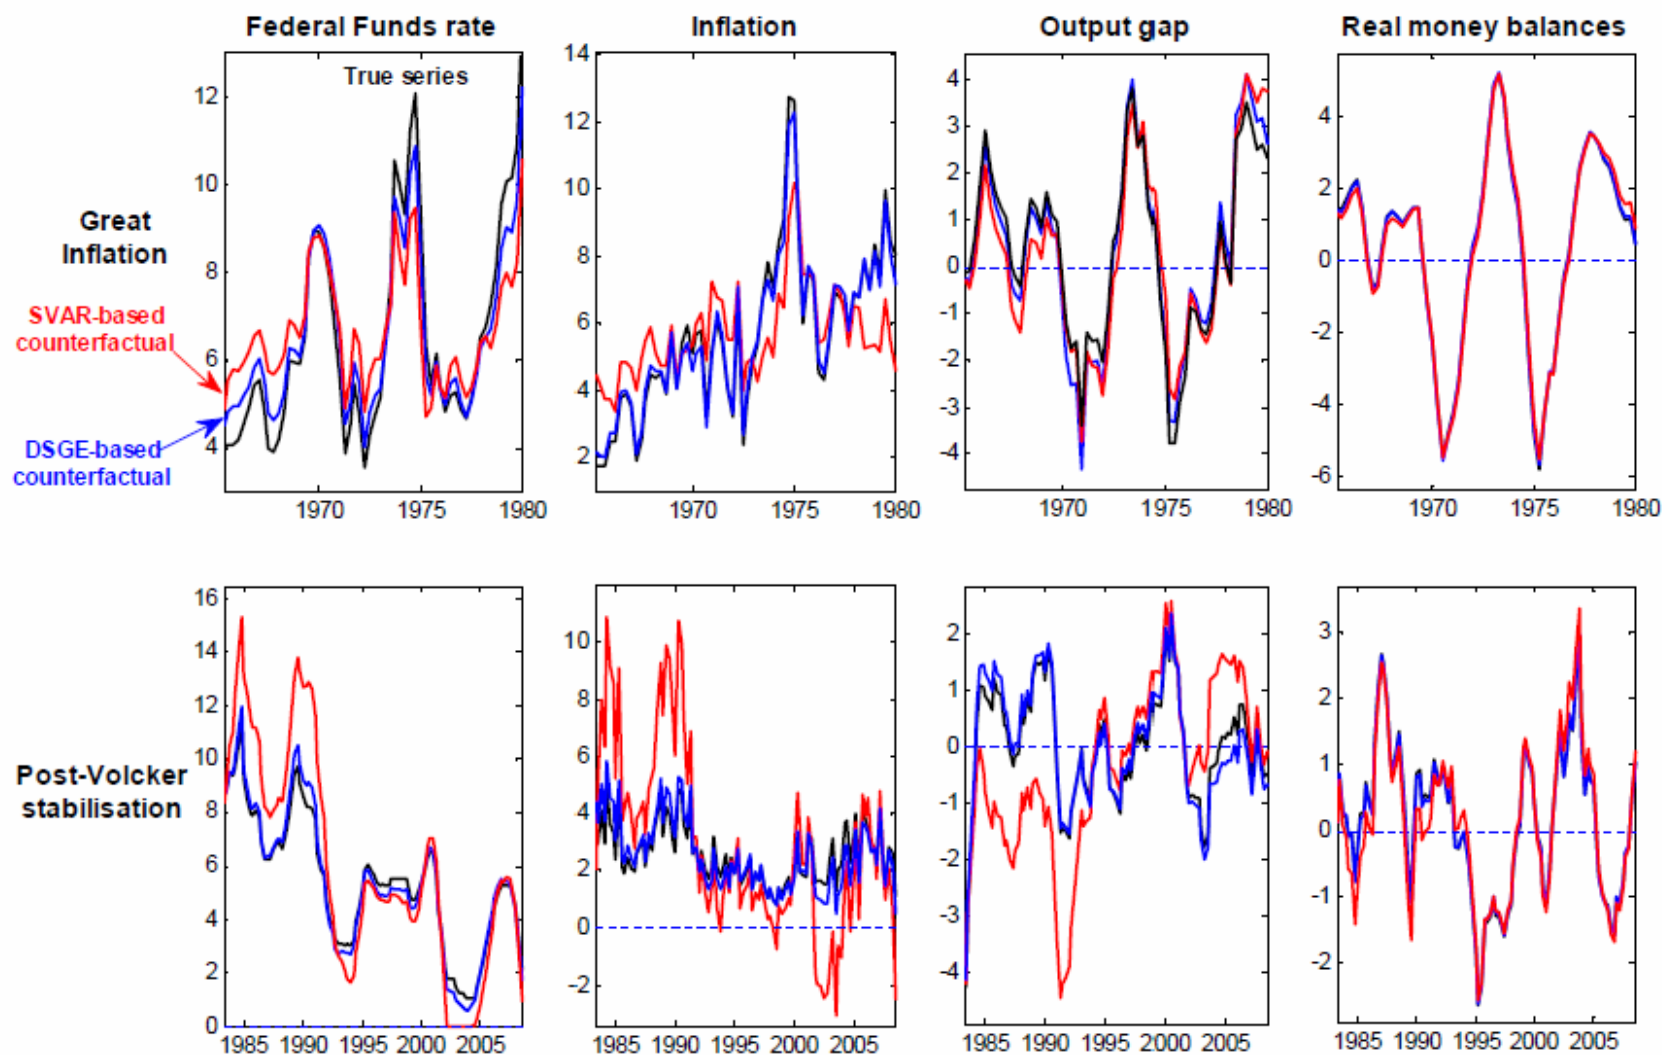 Federal Funds rate
Inflation
Output gap
Real money balances
True series
Great
Inflation
SVAR-based
counterfactual
DSGE-based
counterfactual
12
10
8
6
4
1970 1975 1980
14
12
10
8
6
4
2
1970 1975 1980
4
3
2
1
0
-1
-2
-3
-4
1970 1975 1980
4
2
0
-2
-4
-6
1970 1975 1980
Post-Volcker
stabilisation
16
14
12
10
8
6
4
2
0
1985 1990 1995 2000 2005
10
8
6
4
2
0
-2
1985 1990 1995 2000 2005
2
1
0
-1
-2
-3
-4
1985 1990 1995 2000 2005
3
2
1
0
-1
-2
1985 1990 1995 2000 2005